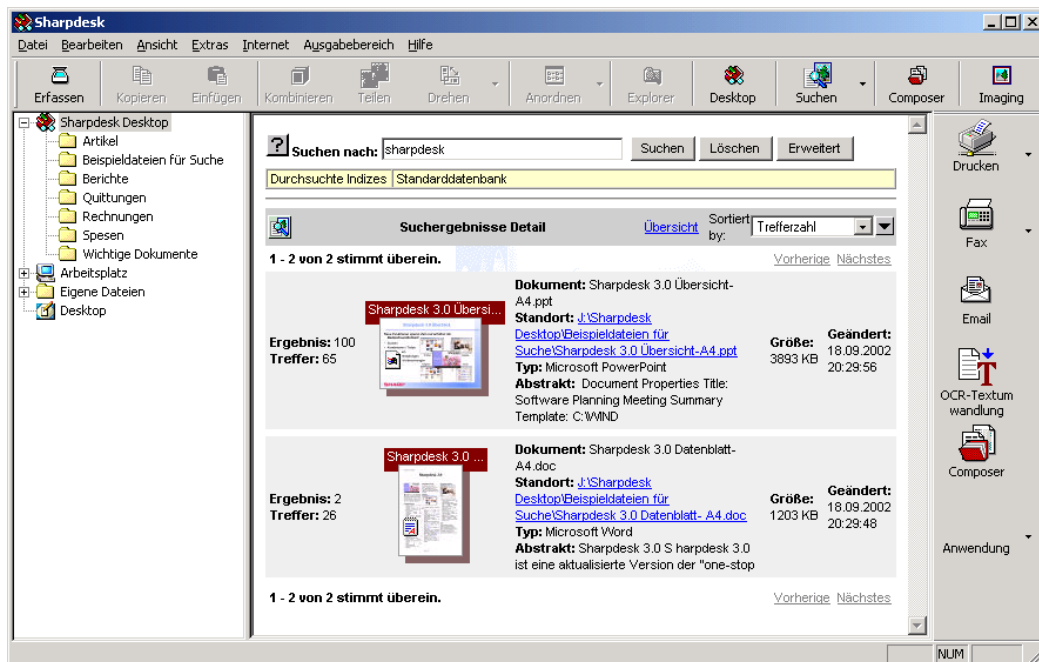 Sharpdesk
Datei Bearbeiten Ansicht Extras Internet Ausgabebereich Hilfe
Erfassen Kopieren Einfügen Kombinieren Teilen Drehen Anordnen Explorer Desktop Suchen Composer Imaging
Sharpdesk Desktop
Artikel
Beispieldateien für Suche
Berichte
Quittungen
Rechnungen
Spesen
Wichtige Dokumente
Arbeitsplatz
Eigene Dateien
Desktop
? Suchen nach: sharpdesk Suchen Löschen Erweitert
Durchsuchte Indizes Standarddatenbank
Suchergebnisse Detail Übersicht Sortiert by: Trefferzahl
1 - 2 von 2 stimmt überein. Vorherige Nächstes
Ergebnis: 100
Treffer: 65
Sharpdesk 3.0 Übersi...
Dokument: Sharpdesk 3.0 Übersicht-
A4.ppt
Standort: J:\Sharpdesk
Desktop\Beispieldateien für
Suche\Sharpdesk 3.0 Übersicht-A4.ppt
Typ: Microsoft PowerPoint
Abstrakt: Document Properties Title:
Software Planning Meeting Summary
Template: C:\WIND
Größe:
3893 KB
Geändert:
18.09.2002
20:29:56
Ergebnis: 2
Treffer: 26
Sharpdesk 3.0 ...
Dokument: Sharpdesk 3.0 Datenblatt-
A4.doc
Standort: J:\Sharpdesk
Desktop\Beispieldateien für
Suche\Sharpdesk 3.0 Datenblatt- A4.doc
Typ: Microsoft Word
Abstrakt: Sharpdesk 3.0 S harpdesk 3.0
ist eine aktualisierte Version der "one-stop
Größe:
1203 KB
Geändert:
18.09.2002
20:29:48
1 - 2 von 2 stimmt überein. Vorherige Nächstes
Drucken
Fax
Email
OCR-Textum
wandlung
Composer
Anwendung
NUM